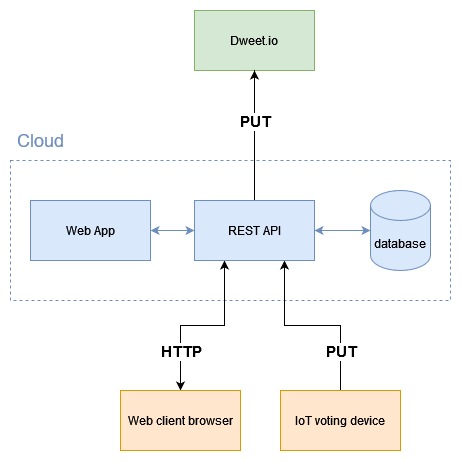 Dweet.io
PUT
Cloud
Web App
REST API
database
HTTP
PUT
Web client browser
IoT voting device